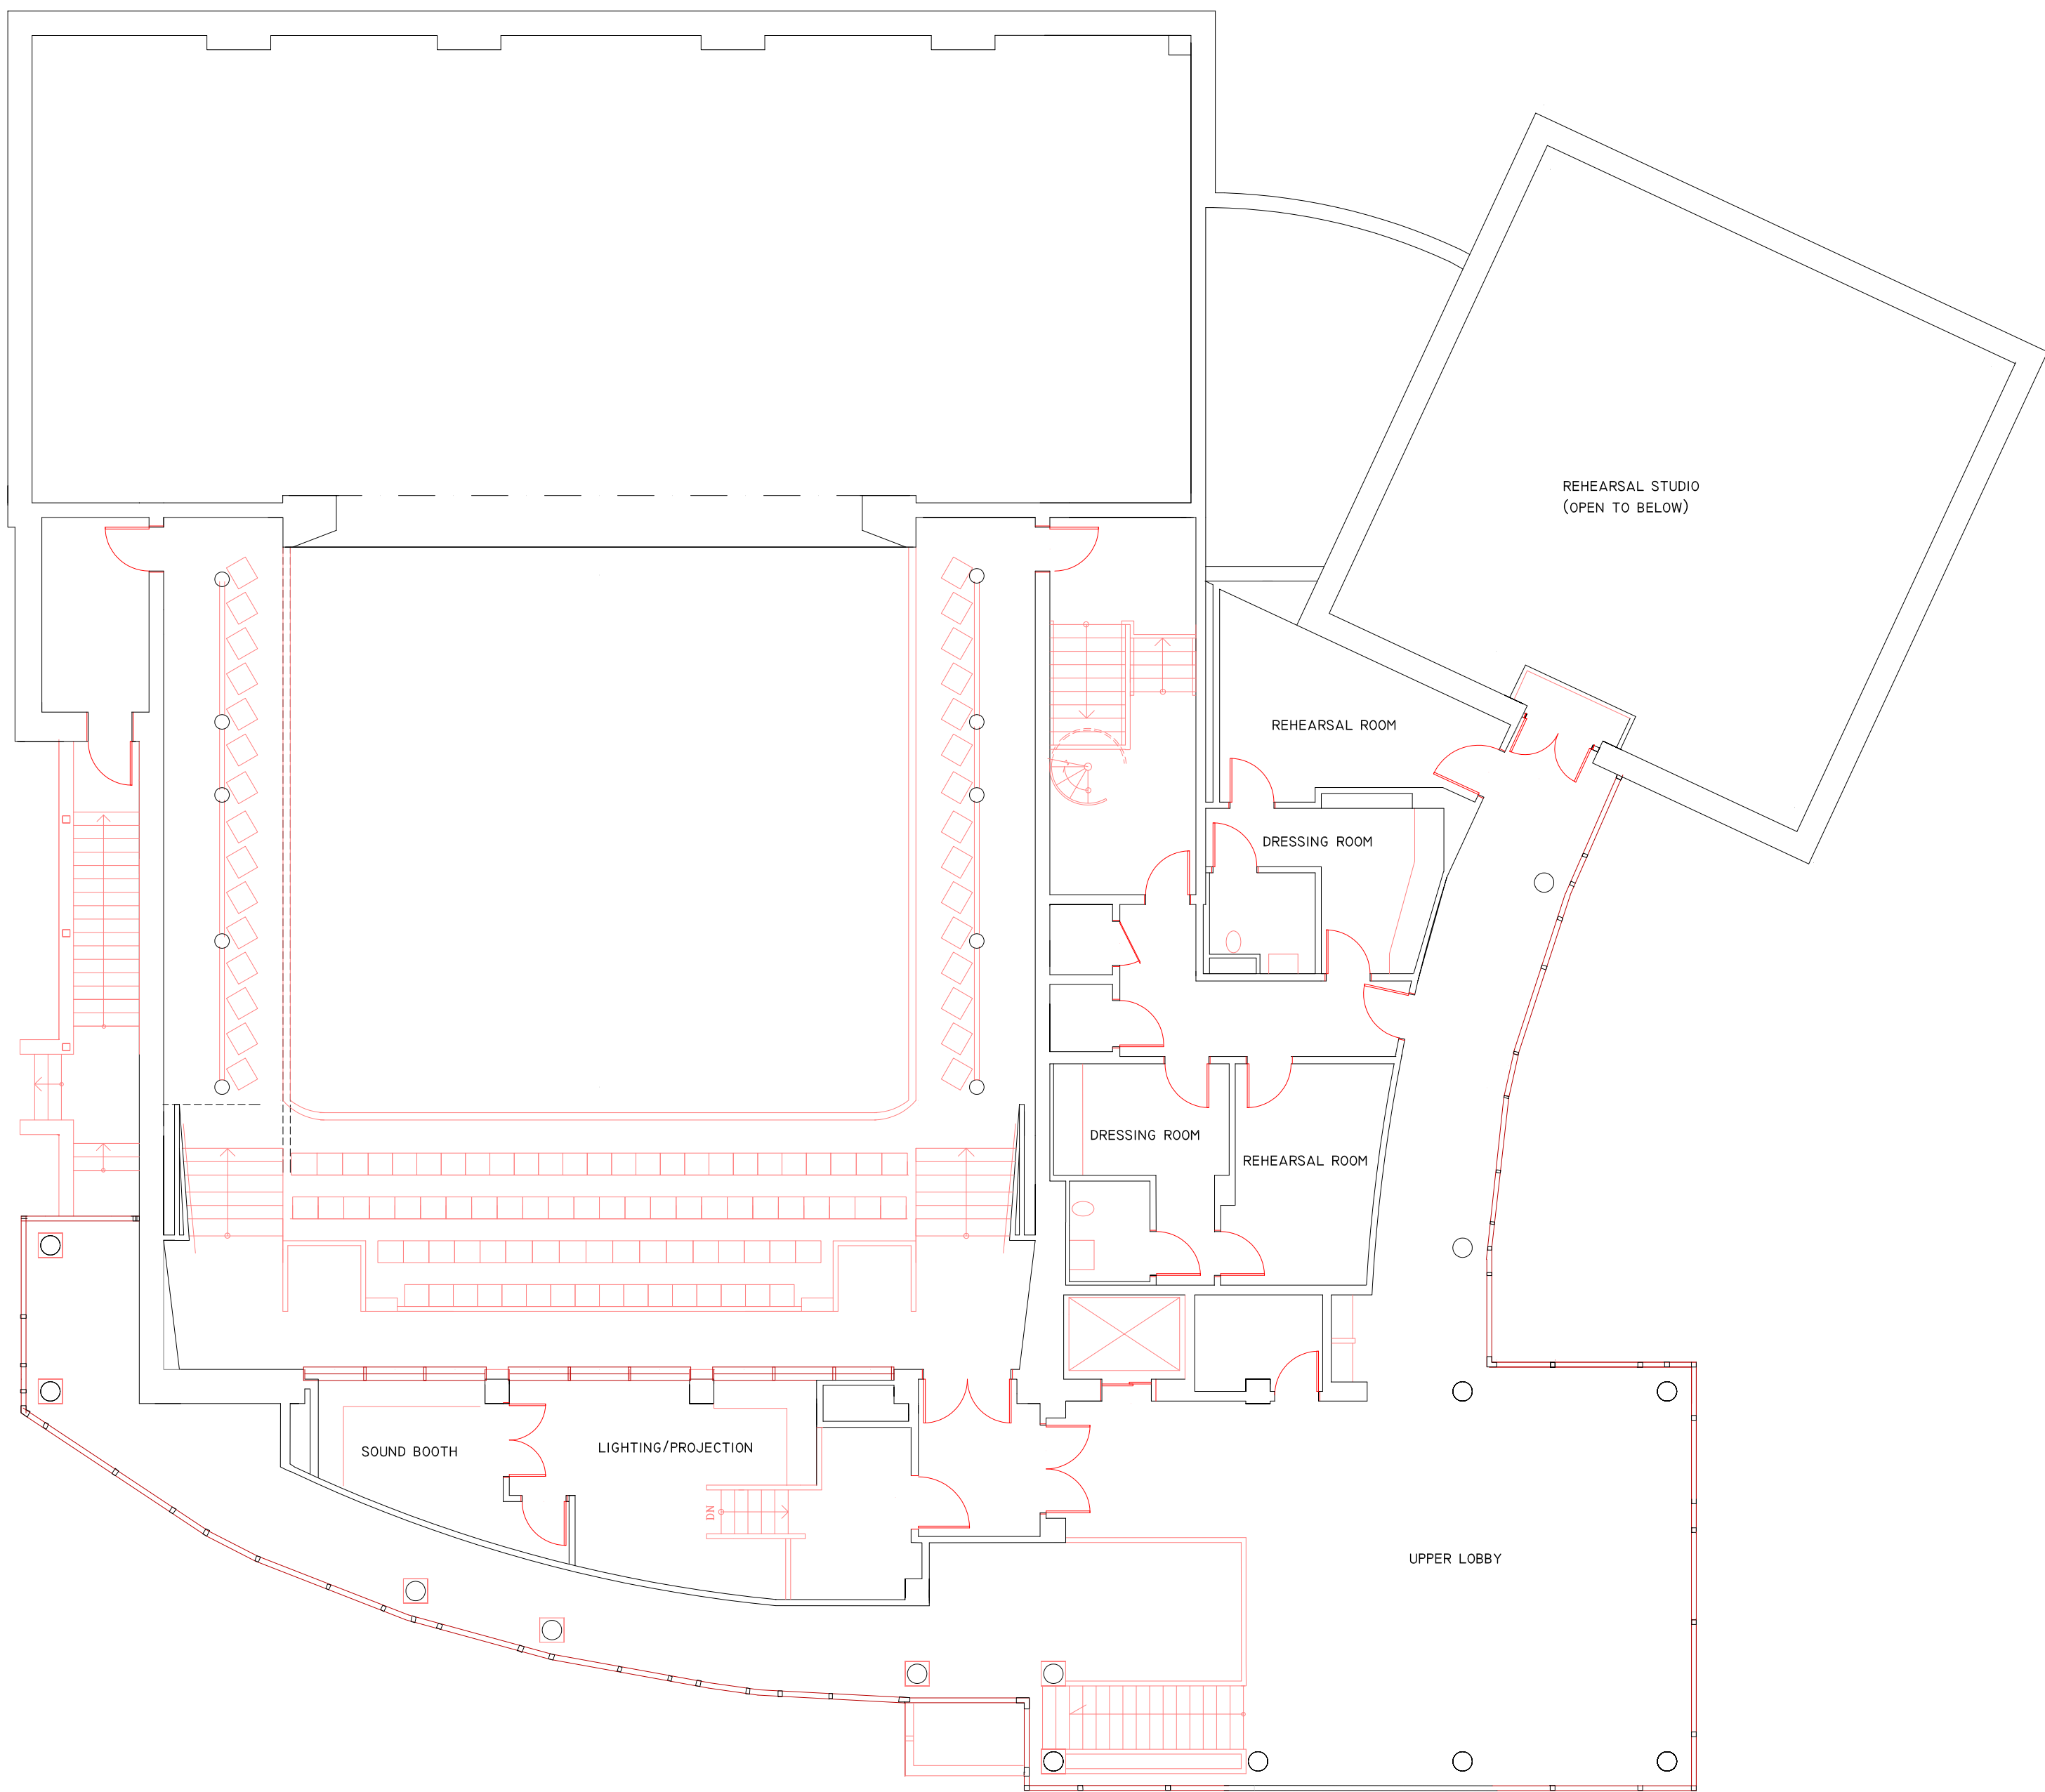 REHEARSAL STUDIO
(OPEN TO BELOW)
REHEARSAL ROOM
DRESSING ROOM
DRESSING ROOM
REHEARSAL ROOM
SOUND BOOTH
LIGHTING/PROJECTION
DN
UPPER LOBBY